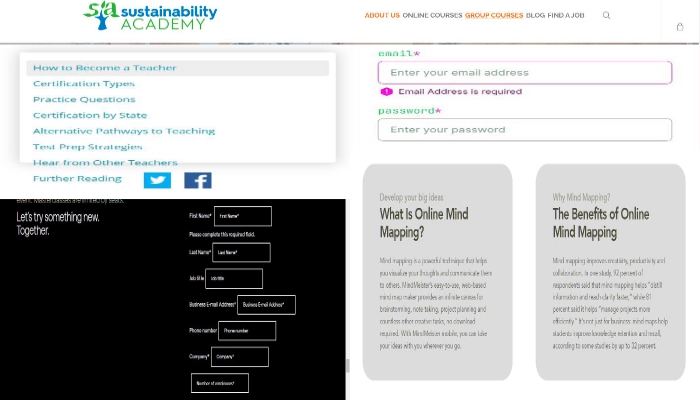 sustainability
ACADEMY
ABOUT US ONLINE COURSES GROUP COURSES BLOG FIND A JOB
How to Become a Teacher
Certification Types
Practice Questions
Certification by State
Alternative Pathways to Teaching
Test Prep Strategies
Hear from Other Teachers
Further Reading
email*
Enter your email address
! Email Address is required
password*
Enter your password
event. Masterclasses are limited by seats.
Let's try something new.
Together.
First Name* First Name*
Please complete this required field.
Last Name* Last Name*
Job title Job title
Business E-mail Address* Business E-mail Address*
Phone number Phone number
Company* Company*
Number of employees?
Develop your big ideas
What Is Online Mind
Mapping?
Mind mapping is a powerful technique that helps
you visualize your thoughts and communicate them
to others. MindMeister's easy-to-use, web-based
mind map maker provides an infinite canvas for
brainstorming, note taking, project planning and
countless other creative tasks, no download
required. With MindMeister mobile, you can take
your ideas with you wherever you go.
Why Mind Mapping?
The Benefits of Online
Mind Mapping
Mind mapping improves creativity, productivity and
collaboration. In one study, 92 percent of
respondents said that mind mapping helps "distill
information and reach clarity faster," while 81
percent said it helps "manage projects more
efficiently." It's not just for business: mind maps help
students improve knowledge retention and recall,
according to some studies by up to 32 percent.